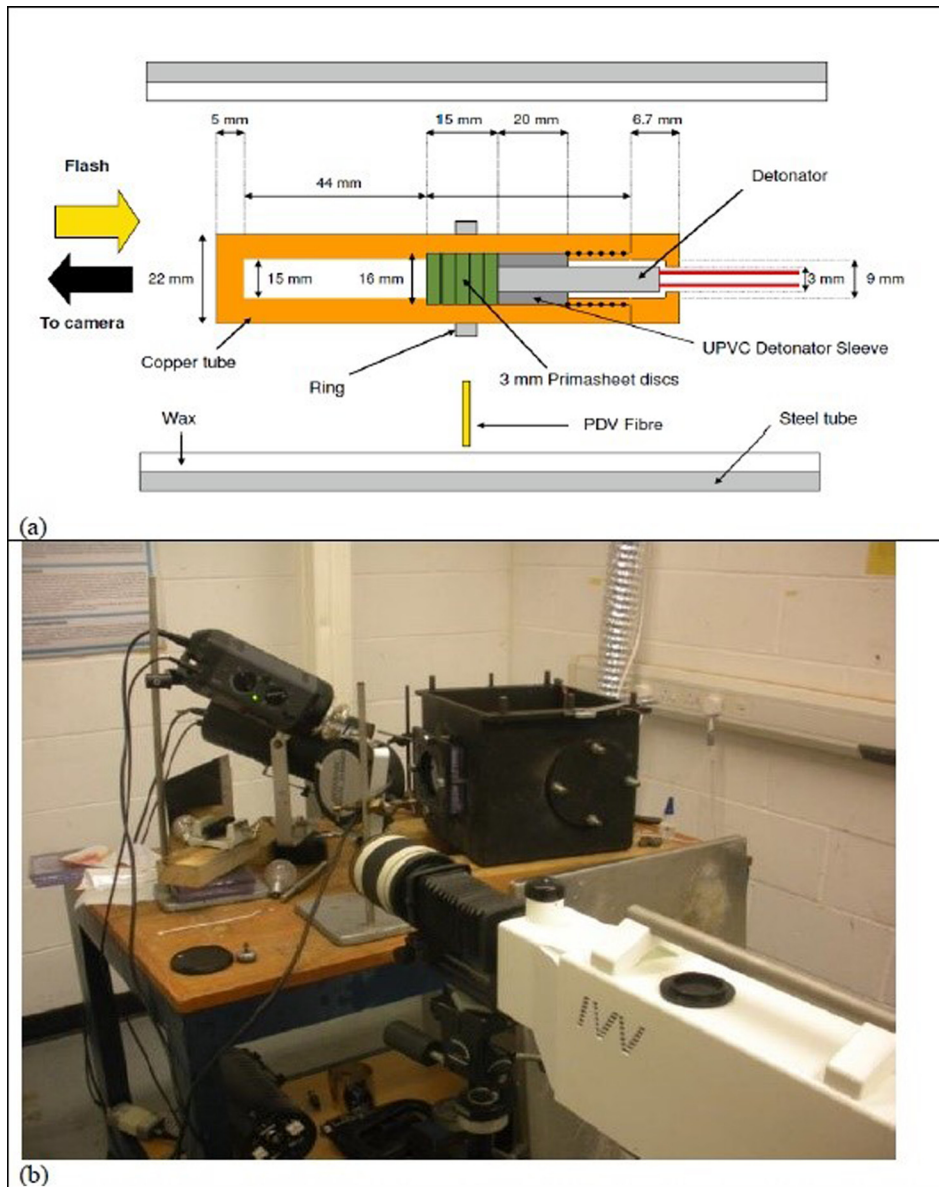 5 mm
15 mm
20 mm
6.7 mm
Flash
44 mm
Detonator
22 mm
15 mm
16 mm
3 mm
9 mm
To camera
Copper tube
Ring
3 mm Primasheet discs
UPVC Detonator Sleeve
Wax
PDV Fibre
Steel tube
(a)
(b)